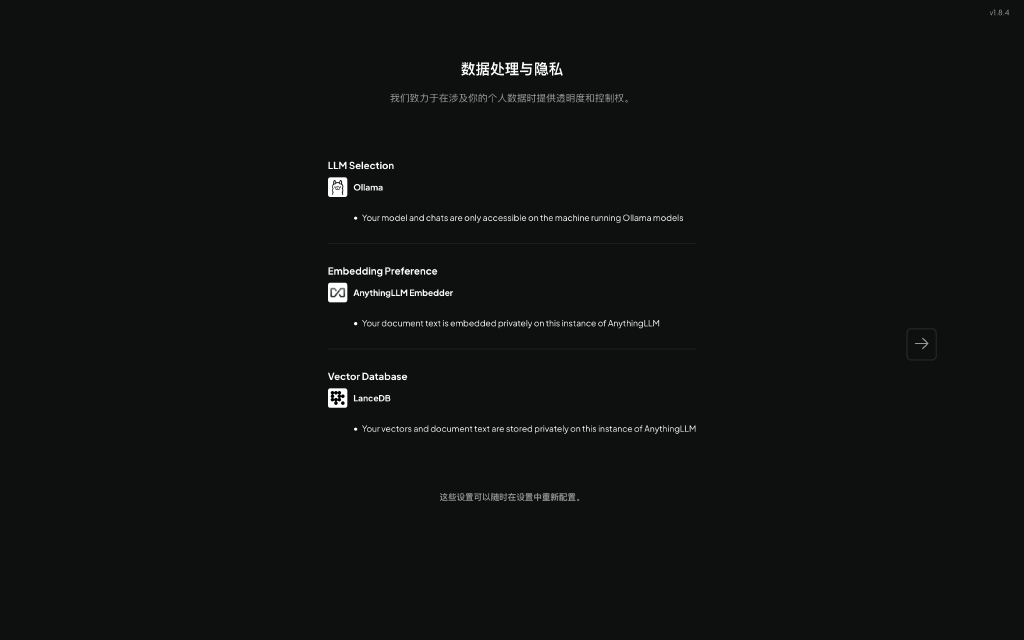 v1.8.4
数据处理与隐私
我们致力于在涉及你的个人数据时提供透明度和控制权。
LLM Selection
Ollama
• Your model and chats are only accessible on the machine running Ollama models
Embedding Preference
AnythingLLM Embedder
• Your document text is embedded privately on this instance of AnythingLLM
Vector Database
LanceDB
• Your vectors and document text are stored privately on this instance of AnythingLLM
这些设置可以随时在设置中重新配置。